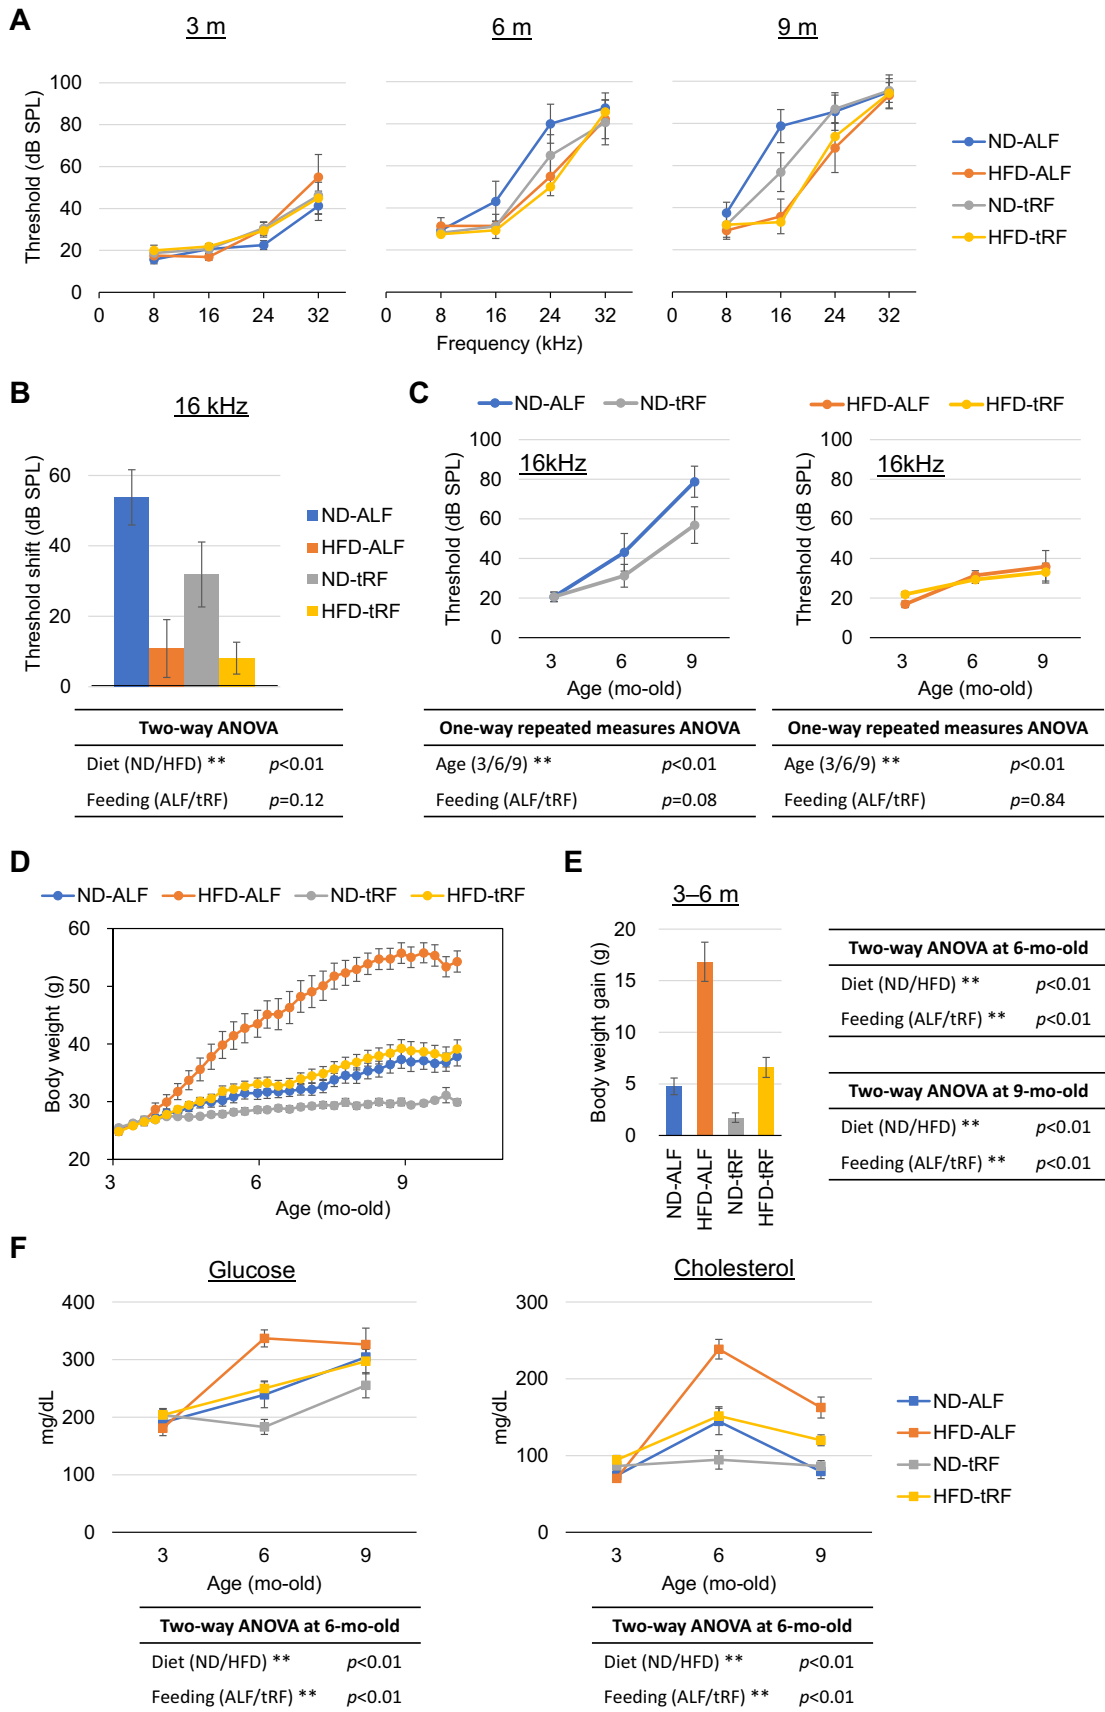 A
3 m
6 m
9 m
Threshold (dB SPL)
100
80
60
40
20
0
0 8 16 24 32
0 8 16 24 32
0 8 16 24 32
Frequency (kHz)
ND-ALF
HFD-ALF
ND-tRF
HFD-tRF
B
16 kHz
Threshold shift (dB SPL)
60
40
20
0
ND-ALF
HFD-ALF
ND-tRF
HFD-tRF
Two-way ANOVA
Diet (ND/HFD) ** p<0.01
Feeding (ALF/tRF) p=0.12
C
ND-ALF ND-tRF
16kHz
Threshold (dB SPL)
100
80
60
40
20
0
3 6 9
Age (mo-old)
One-way repeated measures ANOVA
Age (3/6/9) ** p<0.01
Feeding (ALF/tRF) p=0.08
HFD-ALF HFD-tRF
16kHz
Threshold (dB SPL)
100
80
60
40
20
0
3 6 9
Age (mo-old)
One-way repeated measures ANOVA
Age (3/6/9) ** p<0.01
Feeding (ALF/tRF) p=0.84
D
ND-ALF HFD-ALF ND-tRF HFD-tRF
Body weight (g)
60
50
40
30
20
3 6 9
Age (mo-old)
E
3–6 m
Body weight gain (g)
20
15
10
5
0
ND-ALF
HFD-ALF
ND-tRF
HFD-tRF
Two-way ANOVA at 6-mo-old
Diet (ND/HFD) ** p<0.01
Feeding (ALF/tRF) ** p<0.01
Two-way ANOVA at 9-mo-old
Diet (ND/HFD) ** p<0.01
Feeding (ALF/tRF) ** p<0.01
F
Glucose
mg/dL
400
300
200
100
0
3 6 9
Age (mo-old)
Two-way ANOVA at 6-mo-old
Diet (ND/HFD) ** p<0.01
Feeding (ALF/tRF) ** p<0.01
Cholesterol
mg/dL
300
200
100
0
3 6 9
Age (mo-old)
ND-ALF
HFD-ALF
ND-tRF
HFD-tRF
Two-way ANOVA at 6-mo-old
Diet (ND/HFD) ** p<0.01
Feeding (ALF/tRF) ** p<0.01